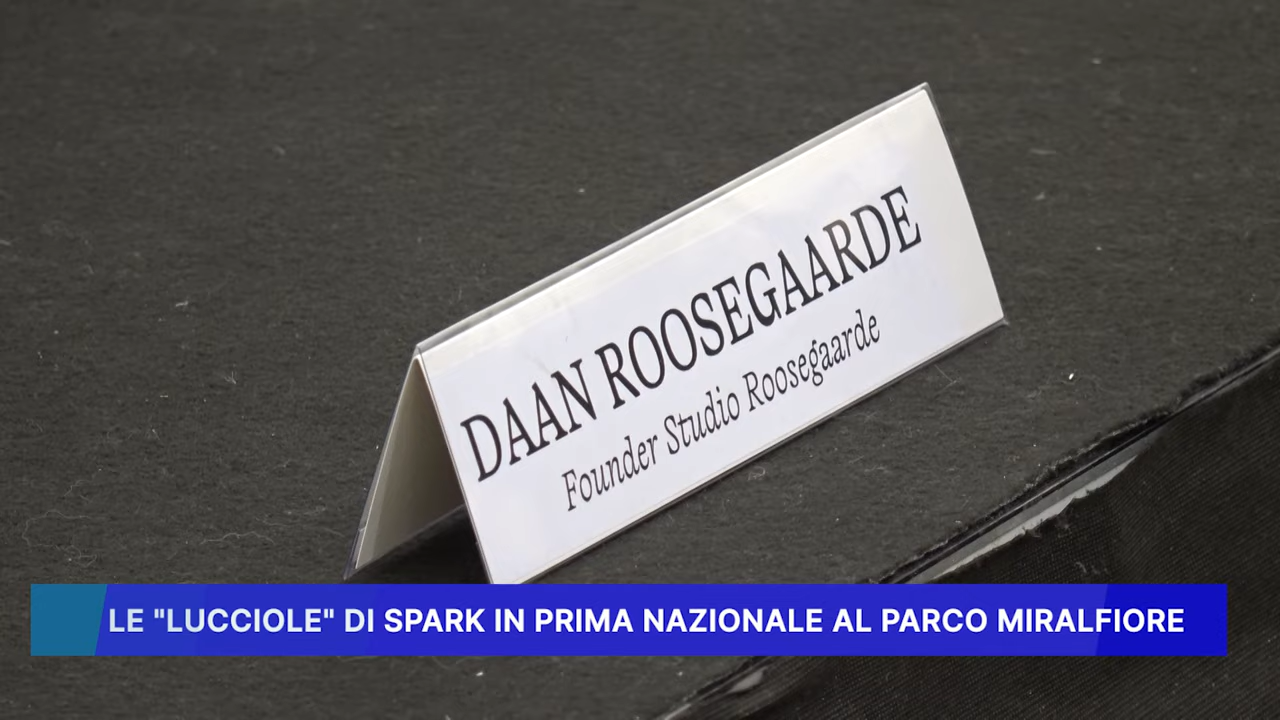 DAAN ROOSEGAARDE
Founder Studio Roosegaarde
LE "LUCCIOLE" DI SPARK IN PRIMA NAZIONALE AL PARCO MIRALFIORE